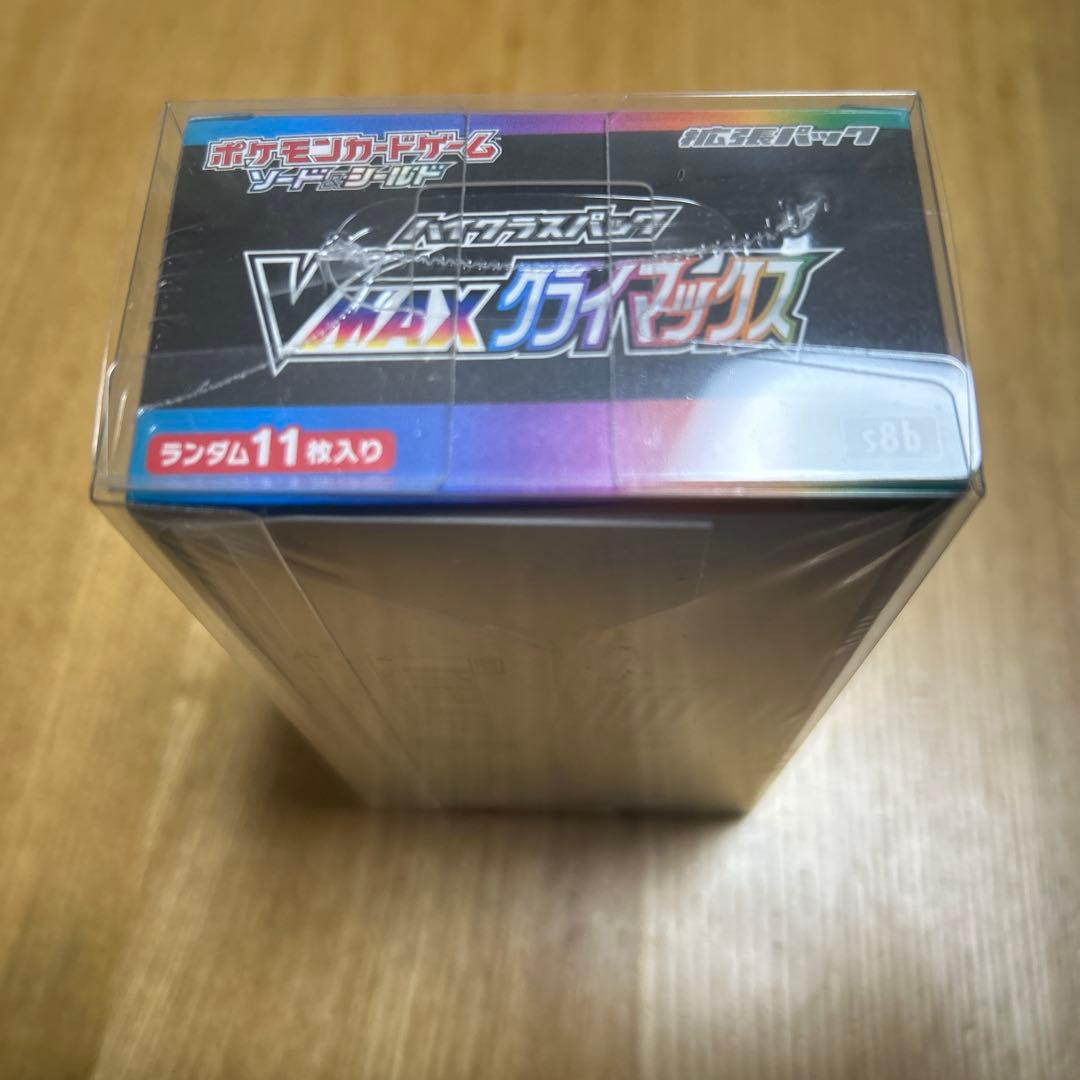 ポケモンカードゲーム
ソード&シールド
拡張パック
ハイクラスパック
VMAXクライマックス
ランダム11枚入り
s8b